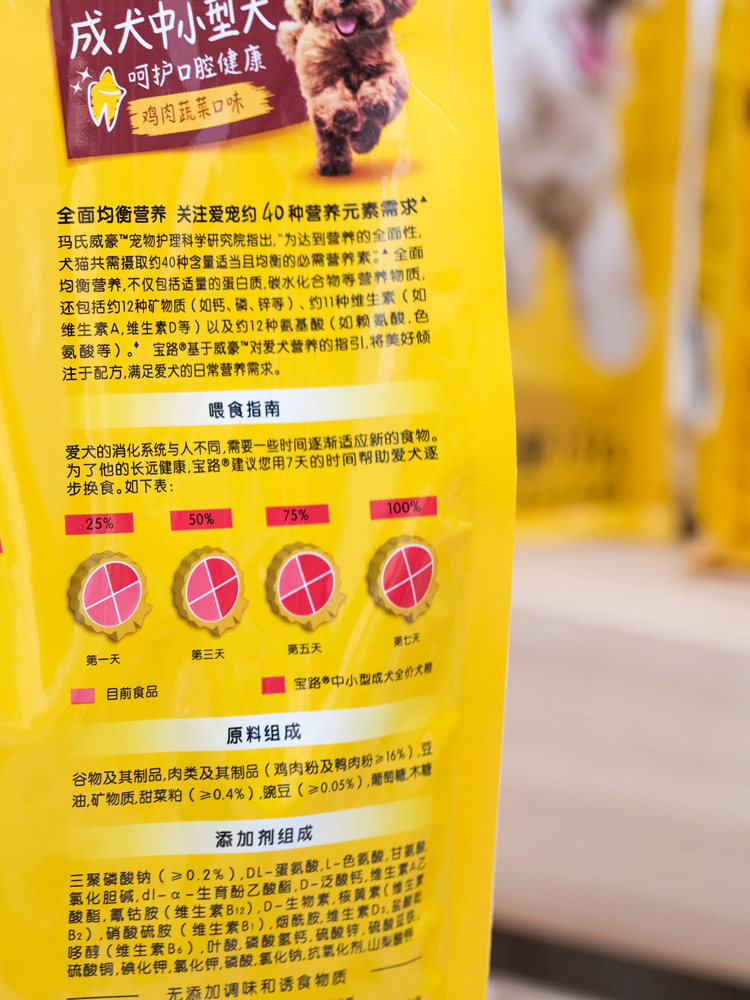 成犬中小型犬
呵护口腔健康
鸡肉蔬菜口味
全面均衡营养 关注爱宠约40种营养元素需求▲
玛氏威豪™宠物护理科学研究院指出,“为达到营养的全面性,
犬猫共需摄取约40种含量适当且均衡的必需营养素。”▲ 全面
均衡营养,不仅包括适量的蛋白质,碳水化合物等营养物质,
还包括约12种矿物质（如钙、磷、锌等）、约11种维生素（如
维生素A,维生素D等）以及约12种氨基酸（如赖氨酸,色
氨酸等）。♦ 宝路®基于威豪™对爱犬营养的指引,将美好倾
注于配方,满足爱犬的日常营养需求。
喂食指南
爱犬的消化系统与人不同,需要一些时间逐渐适应新的食物。
为了他的长远健康,宝路®建议您用7天的时间帮助爱犬逐
步换食。如下表：
25% 50% 75% 100%
第一天 第三天 第五天 第七天
目前食品 宝路®中小型成犬全价犬粮
原料组成
谷物及其制品,肉类及其制品（鸡肉粉及鸭肉粉≥16%）,豆
油,矿物质,甜菜粕（≥0.4%）,豌豆（≥0.05%）,葡萄糖,木糖
添加剂组成
三聚磷酸钠（≥0.2%）,DL-蛋氨酸,L-色氨酸,甘氨酸,
氯化胆碱,dl-α-生育酚乙酸酯,D-泛酸钙,维生素A乙
酸酯,氰钴胺（维生素B12）,D-生物素,核黄素（维生素
B2）,硝酸硫胺（维生素B1）,烟酰胺,维生素D3,盐酸吡
哆醇（维生素B6）,叶酸,磷酸氢钙,硫酸锌,硫酸亚铁,
硫酸铜,碘化钾,氯化钾,磷酸,氯化钠,抗氧化剂,山梨酸钾
无添加调味和诱食物质